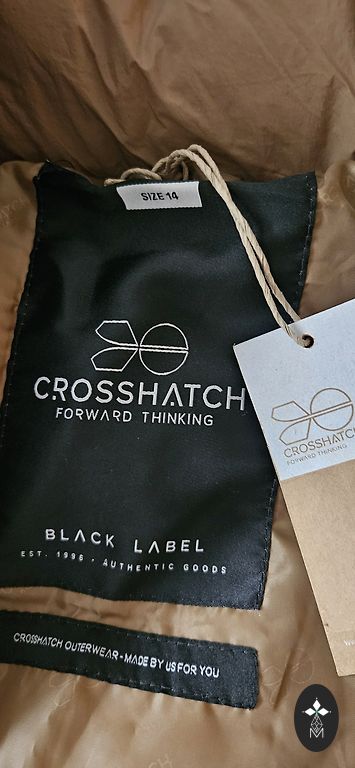 SIZE 14
CROSSHATCH
FORWARD THINKING
BLACK LABEL
EST. 1996 · AUTHENTIC GOODS
CROSSHATCH OUTERWEAR - MADE BY US FOR YOU
CROSSHATCH
FORWARD THINKING
M